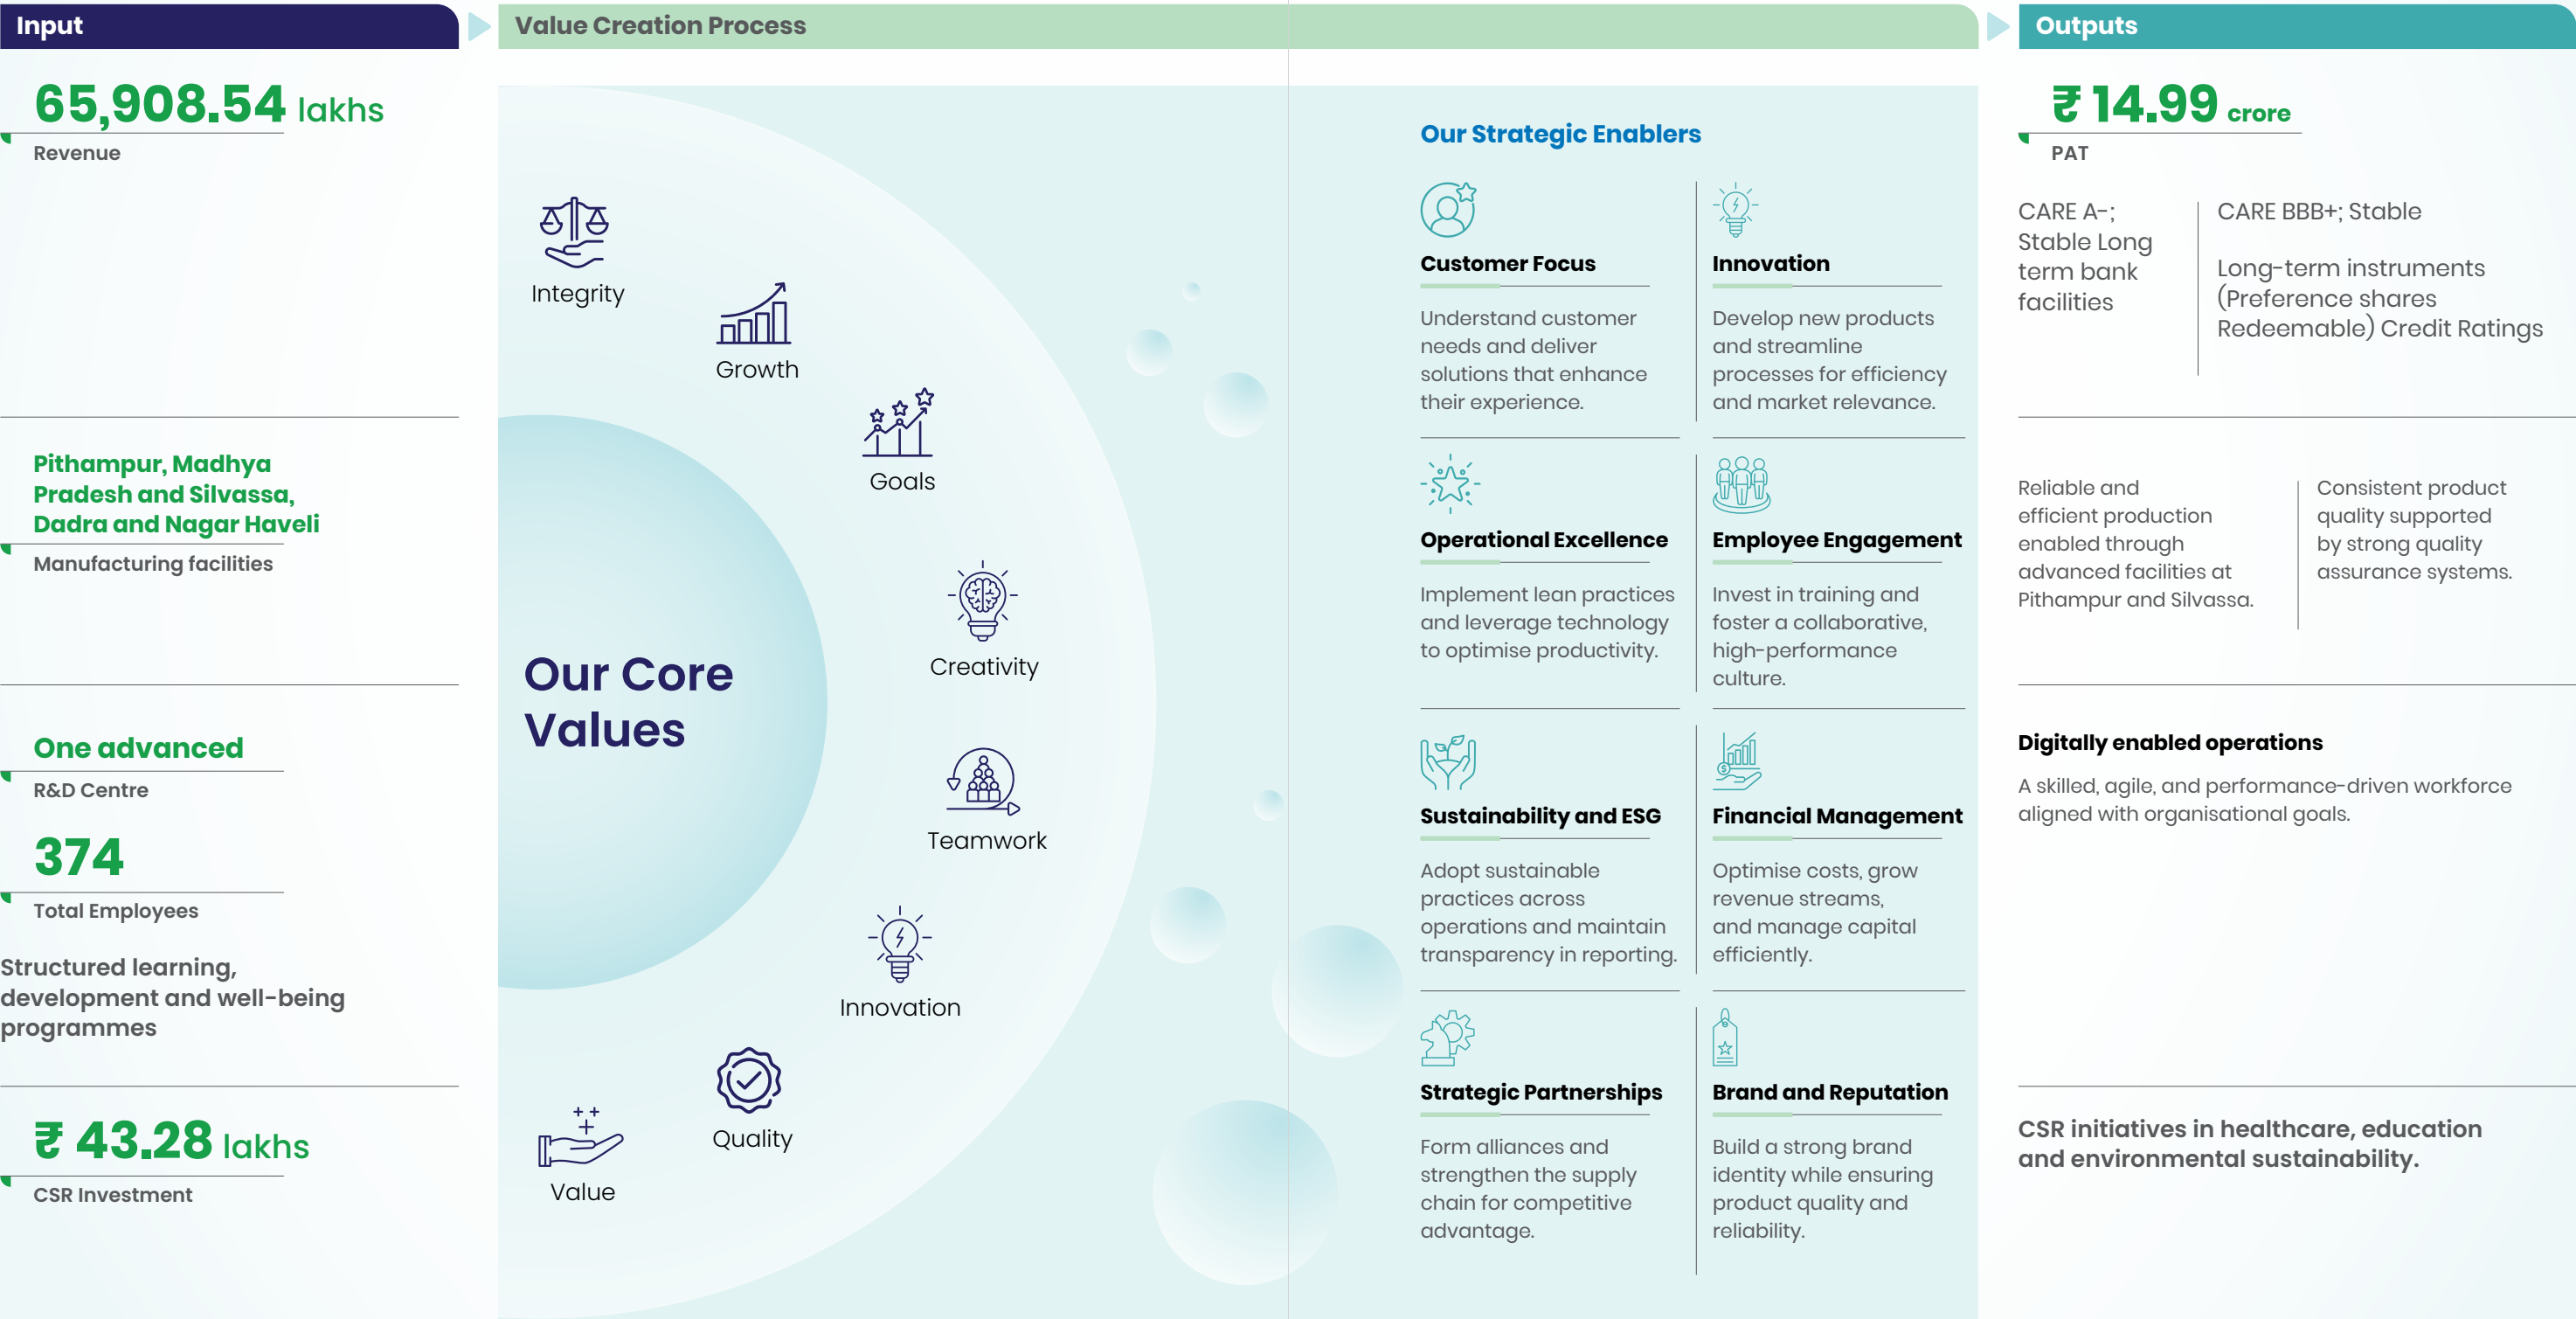 Input
65,908.54 lakhs
Revenue
Pithampur, Madhya
Pradesh and Silvassa,
Dadra and Nagar Haveli
Manufacturing facilities
One advanced
R&D Centre
374
Total Employees
Structured learning,
development and well-being
programmes
₹ 43.28 lakhs
CSR Investment
Value Creation Process
Our Core
Values
Integrity
Growth
Goals
Creativity
Teamwork
Innovation
Quality
Value
Our Strategic Enablers
Customer Focus
Understand customer
needs and deliver
solutions that enhance
their experience.
Innovation
Develop new products
and streamline
processes for efficiency
and market relevance.
Operational Excellence
Implement lean practices
and leverage technology
to optimise productivity.
Employee Engagement
Invest in training and
foster a collaborative,
high-performance
culture.
Sustainability and ESG
Adopt sustainable
practices across
operations and maintain
transparency in reporting.
Financial Management
Optimise costs, grow
revenue streams,
and manage capital
efficiently.
Strategic Partnerships
Form alliances and
strengthen the supply
chain for competitive
advantage.
Brand and Reputation
Build a strong brand
identity while ensuring
product quality and
reliability.
Outputs
₹ 14.99 crore
PAT
CARE A-;
Stable Long
term bank
facilities
CARE BBB+; Stable
Long-term instruments
(Preference shares
Redeemable) Credit Ratings
Reliable and
efficient production
enabled through
advanced facilities at
Pithampur and Silvassa.
Consistent product
quality supported
by strong quality
assurance systems.
Digitally enabled operations
A skilled, agile, and performance-driven workforce
aligned with organisational goals.
CSR initiatives in healthcare, education
and environmental sustainability.